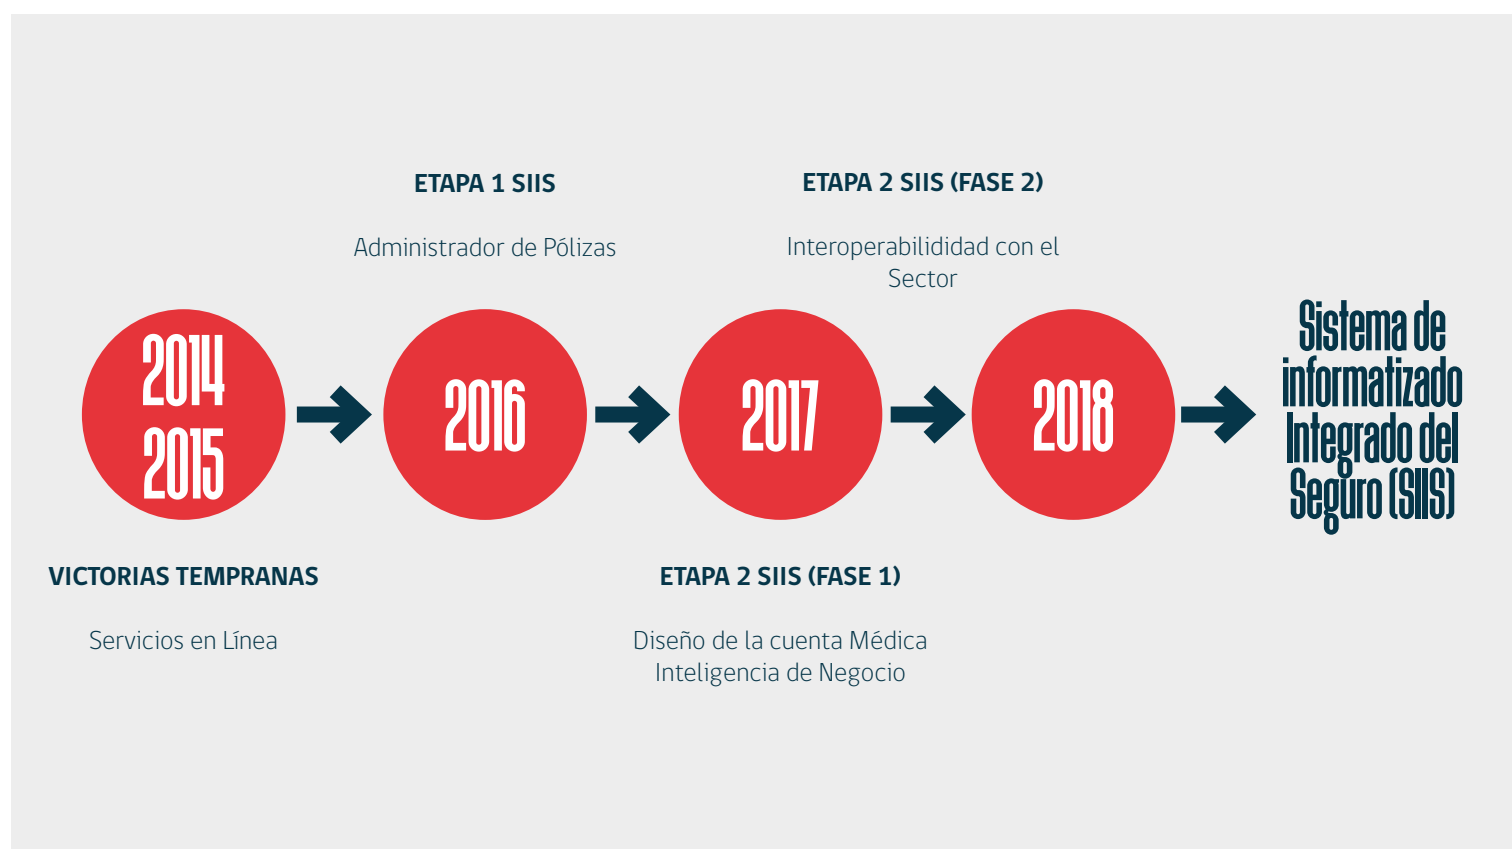 ETAPA 1 SIIS
Administrador de Pólizas
ETAPA 2 SIIS (FASE 2)
Interoperabilididad con el
Sector
2014
2015
2016
2017
2018
Sistema de
informatizado
Integrado del
Seguro (SIIS)
VICTORIAS TEMPRANAS
Servicios en Línea
ETAPA 2 SIIS (FASE 1)
Diseño de la cuenta Médica
Inteligencia de Negocio